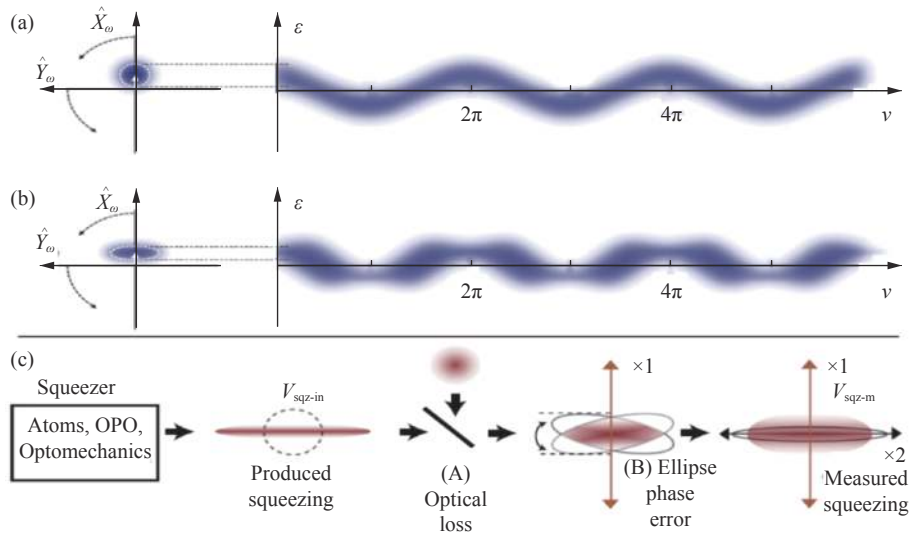 (a)
X̂ω
Ŷω
ε
2π
4π
ν
(b)
X̂ω
Ŷω
ε
2π
4π
ν
(c)
Squeezer
Atoms, OPO,
Optomechanics
Vsqz-in
Produced
squeezing
(A)
Optical
loss
×1
(B) Ellipse
phase
error
×1
Vsqz-m
×2
Measured
squeezing